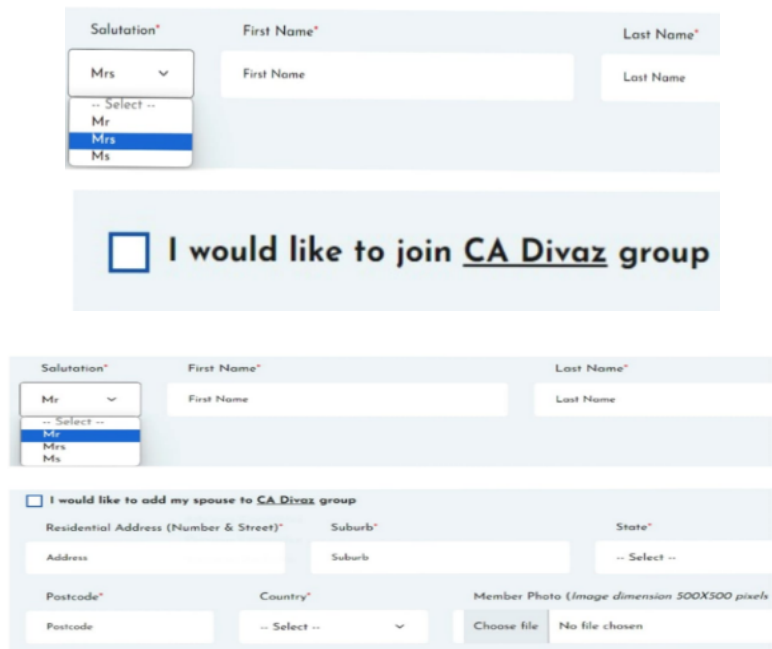 Salutation* First Name* Last Name*
Mrs First Name Last Name
-- Select --
Mr
Mrs
Ms
I would like to join CA Divaz group
Salutation* First Name* Last Name*
Mr First Name Last Name
-- Select --
Mr
Mrs
Ms
I would like to add my spouse to CA Divaz group
Residential Address (Number & Street)* Suburb* State*
Address Suburb -- Select --
Postcode* Country* Member Photo (Image dimension 500X500 pixels
Postcode -- Select -- Choose file No file chosen